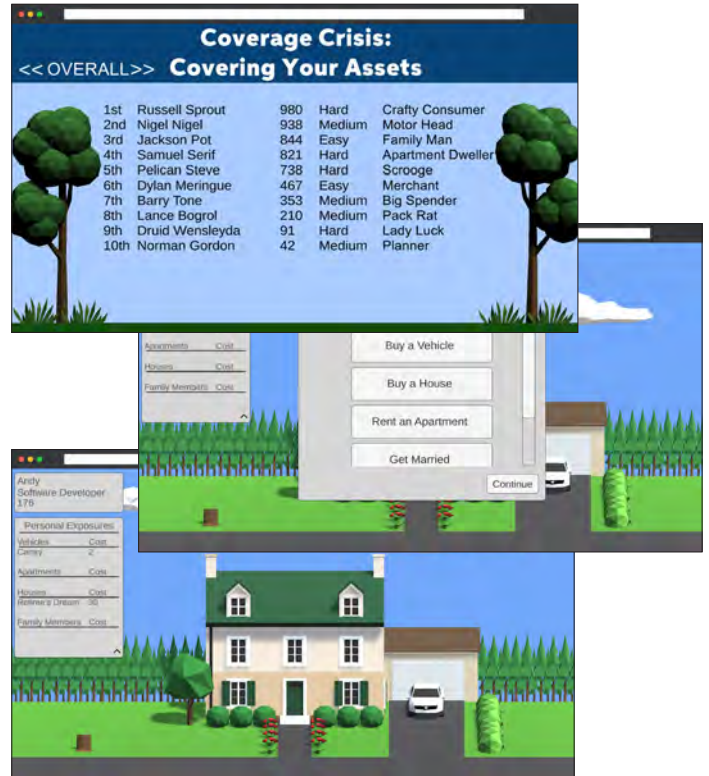 Coverage Crisis:
<< OVERALL>> Covering Your Assets
1st Russell Sprout 980 Hard Crafty Consumer
2nd Nigel Nigel 938 Medium Motor Head
3rd Jackson Pot 844 Easy Family Man
4th Samuel Serif 821 Hard Apartment Dweller
5th Pelican Steve 738 Hard Scrooge
6th Dylan Meringue 467 Easy Merchant
7th Barry Tone 353 Medium Big Spender
8th Lance Bogrol 210 Medium Pack Rat
9th Druid Wensleyda 91 Hard Lady Luck
10th Norman Gordon 42 Medium Planner
Apartments Cost
Houses Cost
Family Members Cost
Buy a Vehicle
Buy a House
Rent an Apartment
Get Married
Continue
Andy
Software Developer
175
Personal Exposures
Vehicles Cost
Camry 2
Apartments Cost
Houses Cost
Dream 30
Family Members Cost